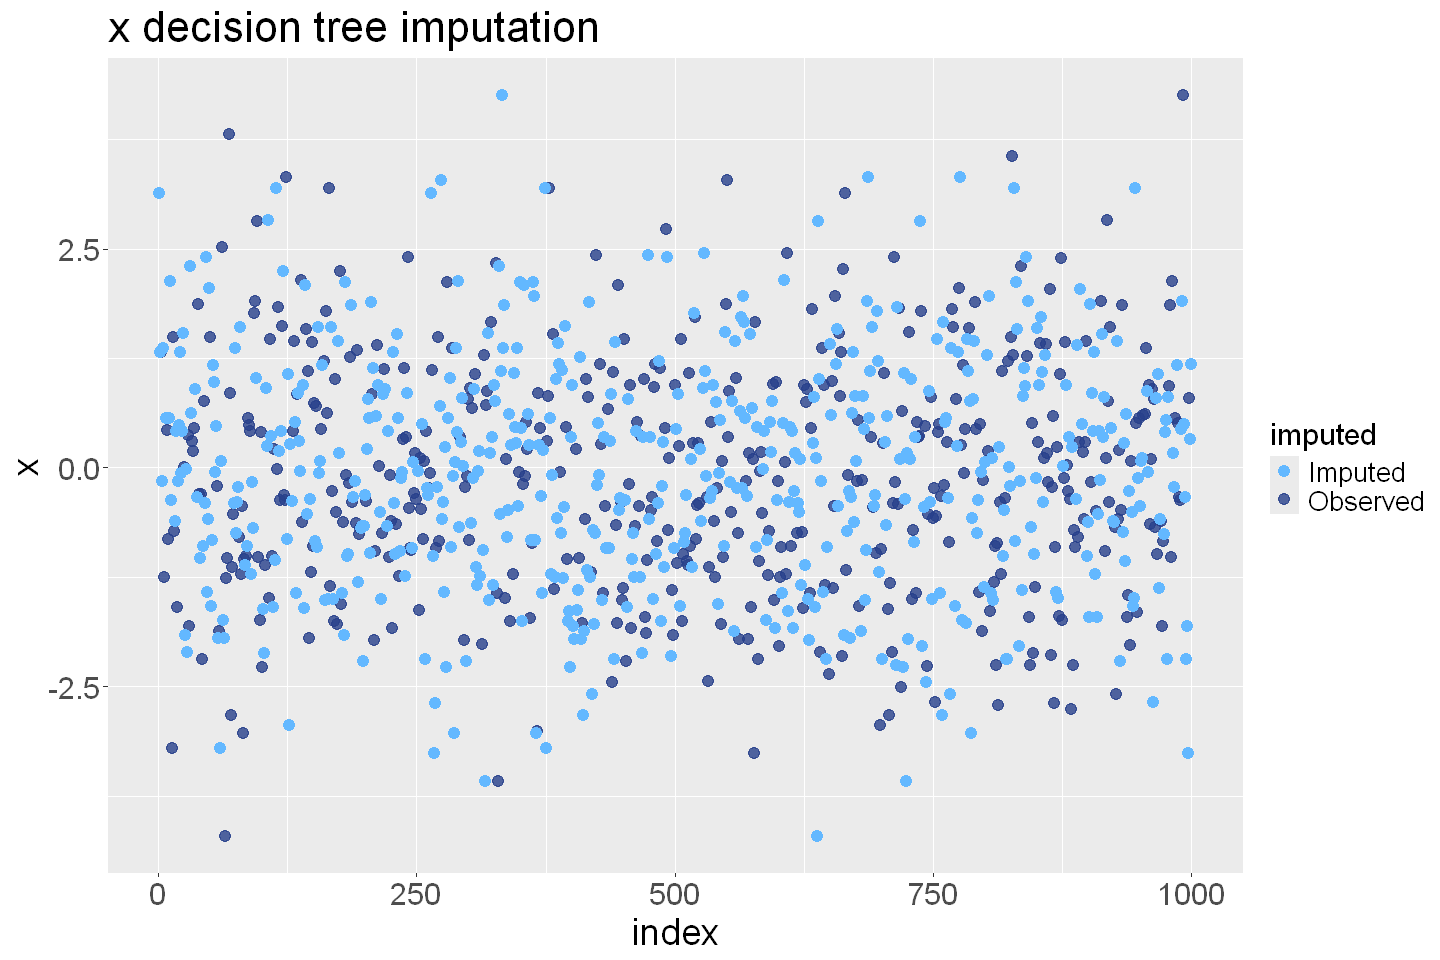 x decision tree imputation
x
2.5
0.0
-2.5
0
250
500
750
1000
index
imputed
Imputed
Observed